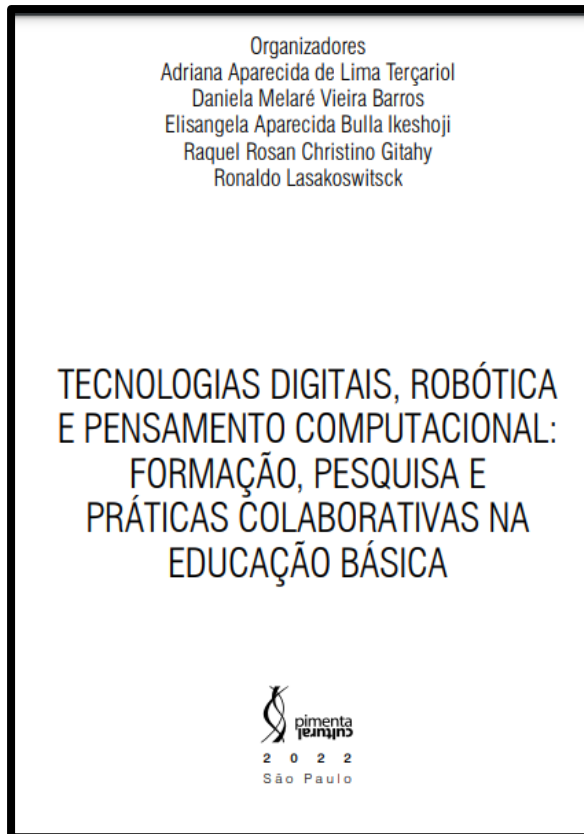 Organizadores
Adriana Aparecida de Lima Terçariol
Daniela Melaré Vieira Barros
Elisangela Aparecida Bulla Ikeshoji
Raquel Rosan Christino Gitahy
Ronaldo Lasakoswitsck
TECNOLOGIAS DIGITAIS, ROBÓTICA
E PENSAMENTO COMPUTACIONAL:
FORMAÇÃO, PESQUISA E
PRÁTICAS COLABORATIVAS NA
EDUCAÇÃO BÁSICA
pimenta
cultural
2 0 2 2
São Paulo